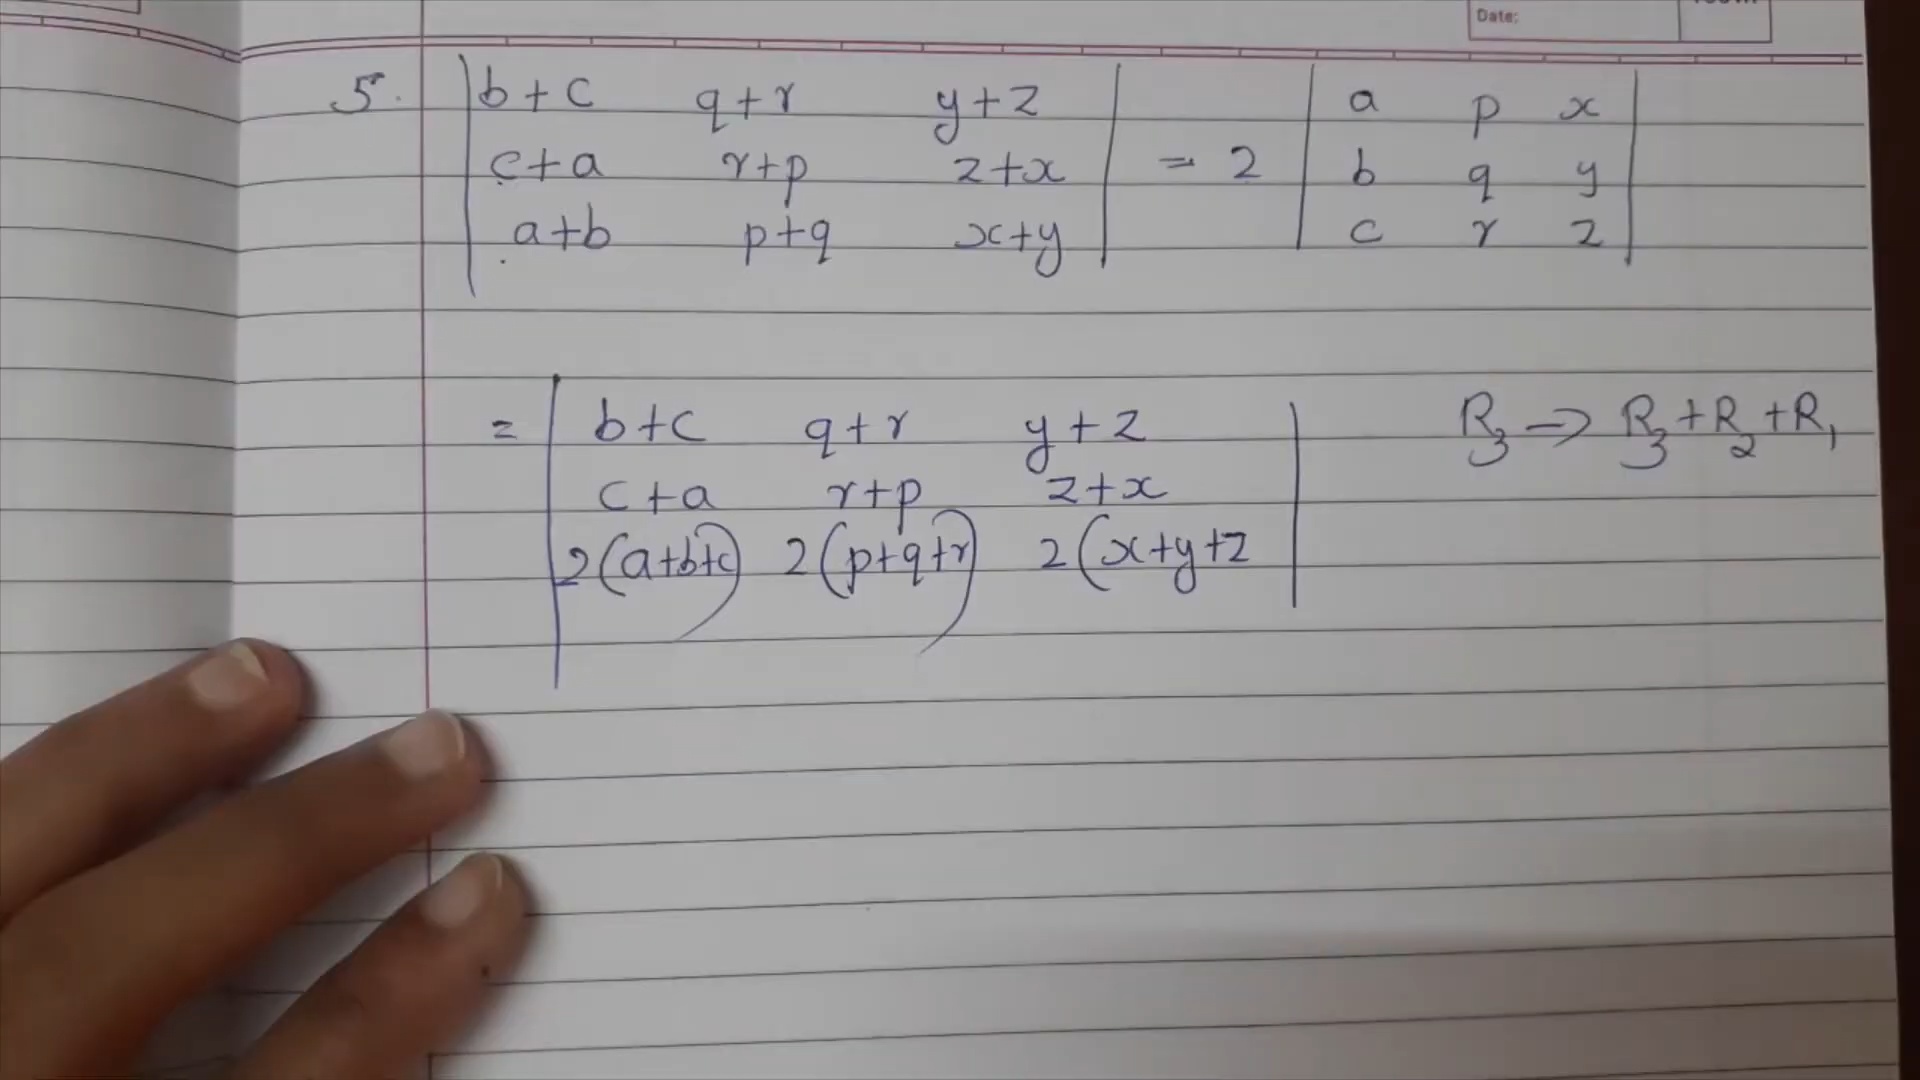 Date:
5. | b+c q+r y+z | = 2 | a p x |
| c+a r+p z+x | | b q y |
| a+b p+q x+y | | c r z |
= | b+c q+r y+z | R₃ → R₃+R₂+R₁
| c+a r+p z+x |
| 2(a+b+c) 2(p+q+r) 2(x+y+z |